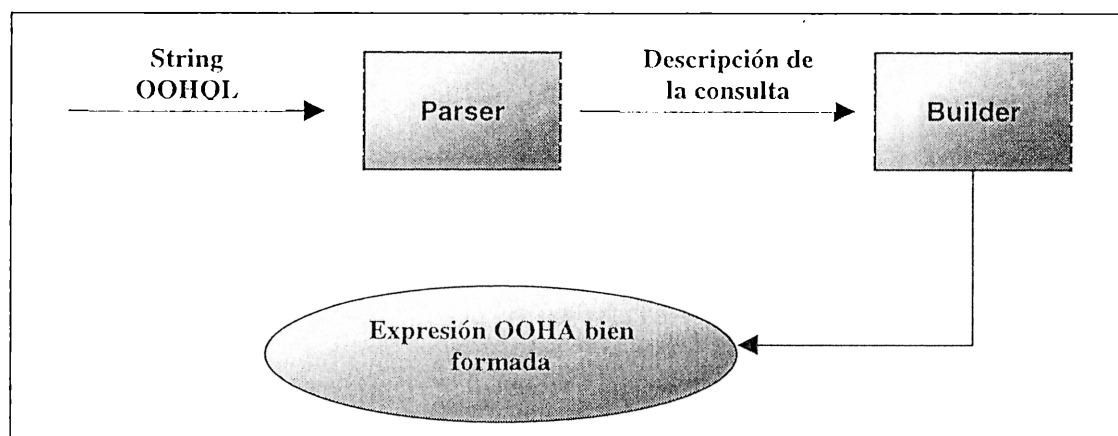 String
OOHQL
Parser
Descripción de
la consulta
Builder
Expresión OOHA bien
formada